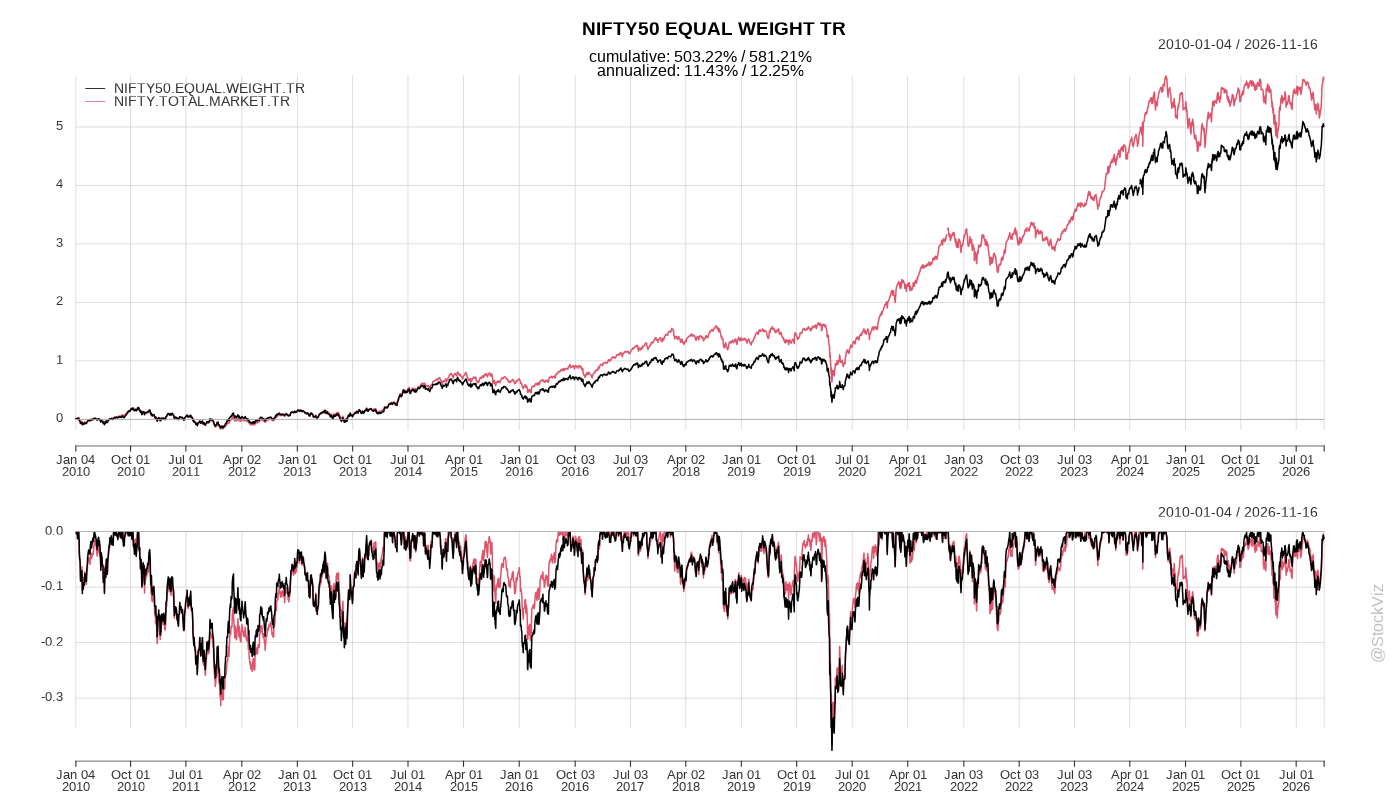 NIFTY50 EQUAL WEIGHT TR
2010-01-04 / 2026-11-16
cumulative: 503.22% / 581.21%
annualized: 11.43% / 12.25%
NIFTY50.EQUAL.WEIGHT.TR
NIFTY.TOTAL.MARKET.TR
5
4
3
2
1
0
Jan 04 Oct 01 Jul 01 Apr 02 Jan 01 Oct 01 Jul 01 Apr 01 Jan 01 Oct 03 Jul 03 Apr 02 Jan 01 Oct 01 Jul 01 Apr 01 Jan 03 Oct 03 Jul 03 Apr 01 Jan 01 Oct 01 Jul 01
2010 2010 2011 2012 2013 2013 2014 2015 2016 2016 2017 2018 2019 2019 2020 2021 2022 2022 2023 2024 2025 2025 2026
2010-01-04 / 2026-11-16
0.0
-0.1
-0.2
-0.3
Jan 04 Oct 01 Jul 01 Apr 02 Jan 01 Oct 01 Jul 01 Apr 01 Jan 01 Oct 03 Jul 03 Apr 02 Jan 01 Oct 01 Jul 01 Apr 01 Jan 03 Oct 03 Jul 03 Apr 01 Jan 01 Oct 01 Jul 01
2010 2010 2011 2012 2013 2013 2014 2015 2016 2016 2017 2018 2019 2019 2020 2021 2022 2022 2023 2024 2025 2025 2026
@StockViz